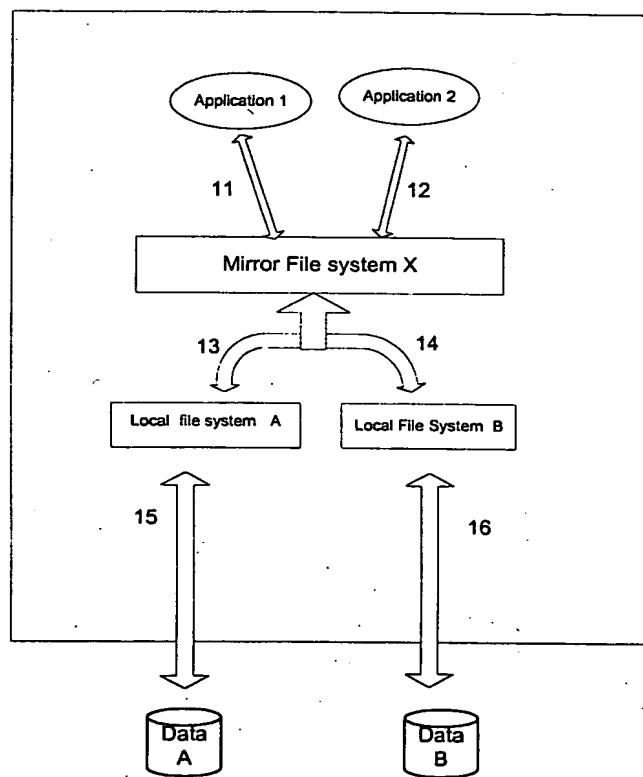 Application 1
Application 2
11
12
Mirror File system X
13
14
Local file system A
Local File System B
15
16
Data
A
Data
B